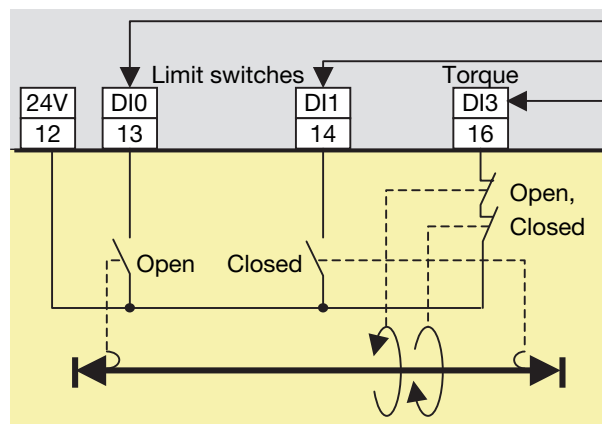 Limit switches
Torque
24V DI0 DI1 DI3
12 13 14 16
Open,
Closed
Open
Closed